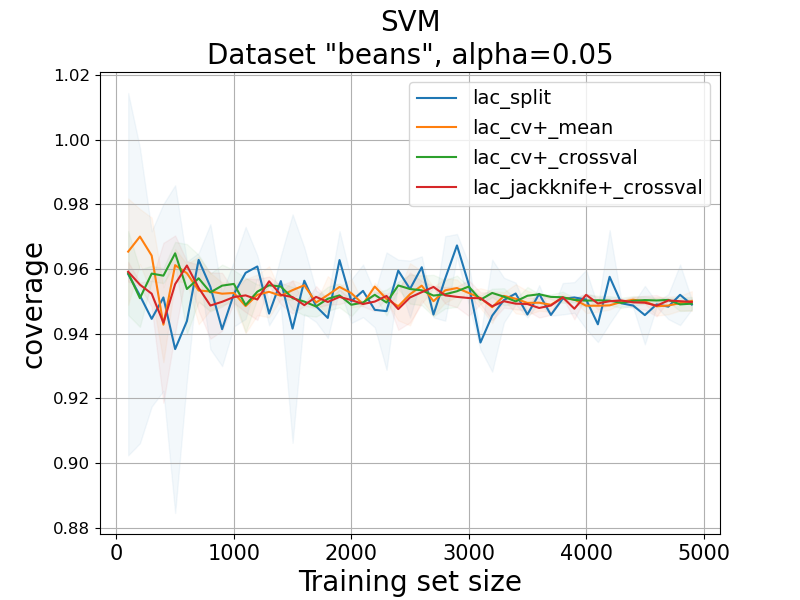 SVM
Dataset "beans", alpha=0.05
lac_split
lac_cv+_mean
lac_cv+_crossval
lac_jackknife+_crossval
coverage
1.02
1.00
0.98
0.96
0.94
0.92
0.90
0.88
0 1000 2000 3000 4000 5000
Training set size